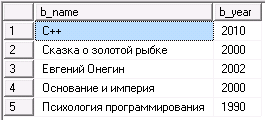 b_name b_year
1 C++ 2010
2 Сказка о золотой рыбке 2000
3 Евгений Онегин 2002
4 Основание и империя 2000
5 Психология программирования 1990